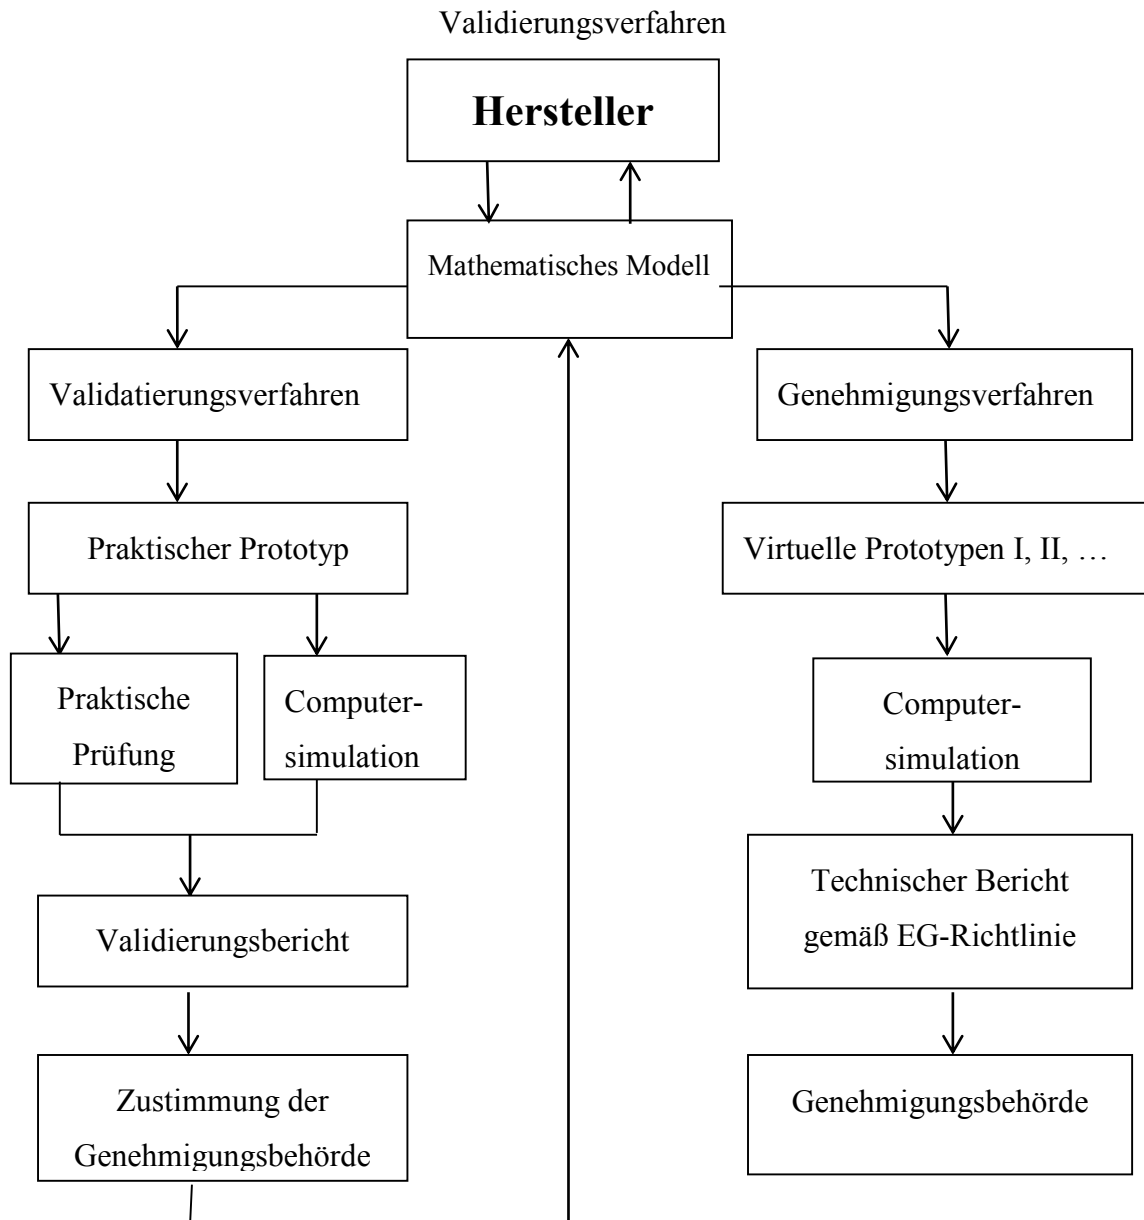 Validierungsverfahren
Hersteller
Mathematisches Modell
Validatierungsverfahren
Genehmigungsverfahren
Praktischer Prototyp
Virtuelle Prototypen I, II, …
Praktische
Prüfung
Computer-
simulation
Computer-
simulation
Technischer Bericht
gemäß EG-Richtlinie
Validierungsbericht
Zustimmung der
Genehmigungsbehörde
Genehmigungsbehörde